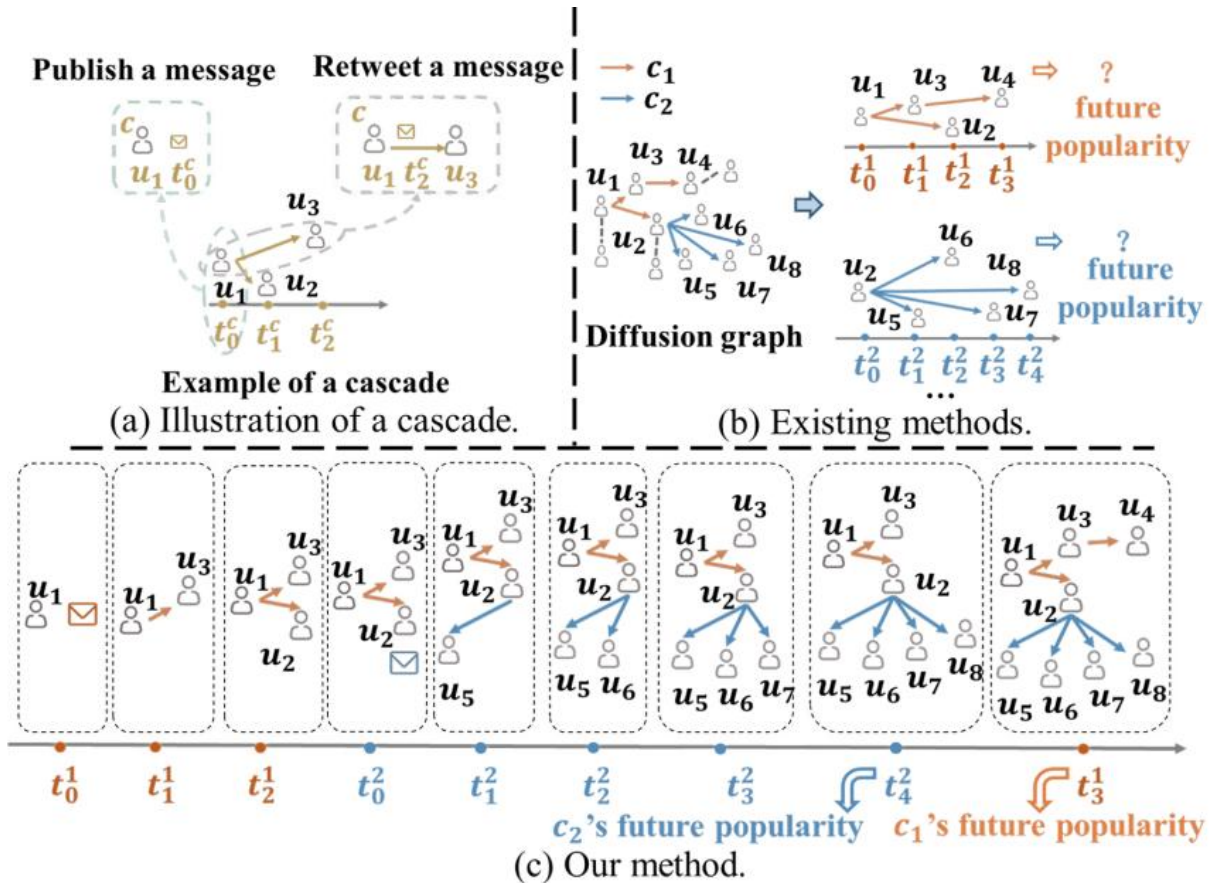 Publish a message
Retweet a message
c
u₁ t₀ᶜ
c
u₁ t₂ᶜ u₃
u₃
u₁
u₂
t₀ᶜ t₁ᶜ t₂ᶜ
Example of a cascade
(a) Illustration of a cascade.
c₁
c₂
u₃ u₄
u₁
u₂
u₆
u₈
u₅ u₇
Diffusion graph
u₁ u₃ u₄
u₂
t₀¹ t₁¹ t₂¹ t₃¹
?
future
popularity
u₆
u₂ u₈
u₅ u₇
t₀² t₁² t₂² t₃² t₄²
...
?
future
popularity
(b) Existing methods.
u₁
u₁ u₃
u₁ u₃
u₂
u₁ u₃
u₂
u₁ u₃
u₂
u₅
u₁ u₃
u₂
u₅ u₆
u₁ u₃
u₂
u₅ u₆ u₇
u₁ u₃
u₂
u₅ u₆ u₇ u₈
u₁ u₃ u₄
u₂
u₅ u₆ u₇ u₈
t₀¹ t₁¹ t₂¹ t₀² t₁² t₂² t₃² t₄² t₃¹
c₂'s future popularity
c₁'s future popularity
(c) Our method.